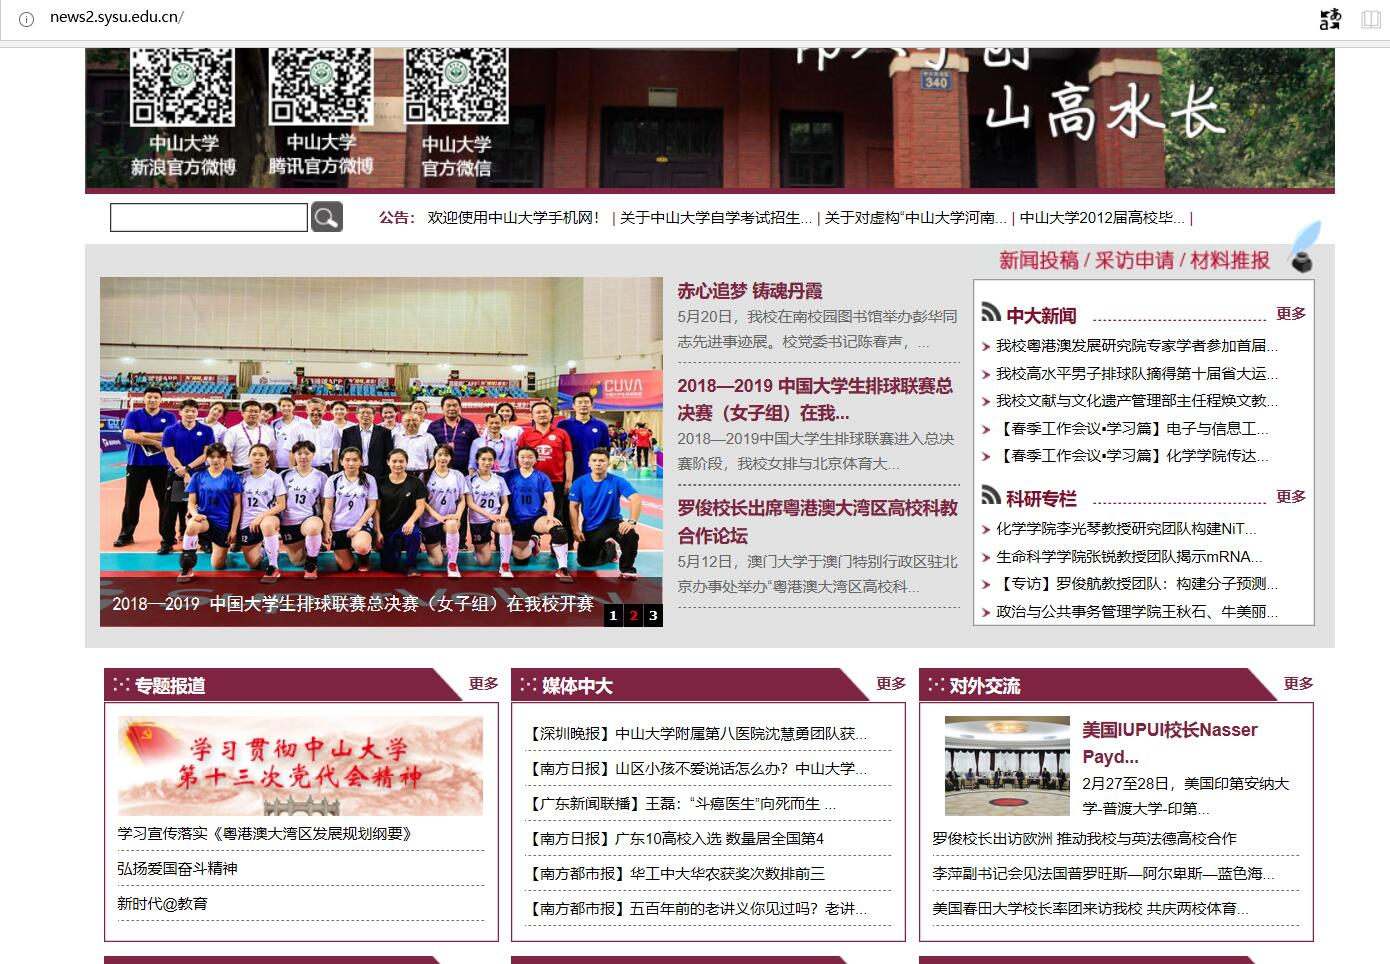 news2.sysu.edu.cn/
山高水长
340
中山大学
新浪官方微博
中山大学
腾讯官方微博
中山大学
官方微信
公告： 欢迎使用中山大学手机网！ | 关于中山大学自学考试招生... | 关于对虚构“中山大学河南... | 中山大学2012届高校毕... |
新闻投稿 / 采访申请 / 材料推报
CUVA
14
12
13
9
6
20
10
2018—2019 中国大学生排球联赛总决赛（女子组）在我校开赛
1 2 3
赤心追梦 铸魂丹霞
5月20日，我校在南校园图书馆举办彭华同
志先进事迹展。校党委书记陈春声，...
2018—2019 中国大学生排球联赛总
决赛（女子组）在我...
2018—2019中国大学生排球联赛进入总决
赛阶段，我校女排与北京体育大...
罗俊校长出席粤港澳大湾区高校科教
合作论坛
5月12日，澳门大学于澳门特别行政区驻北
京办事处举办“粤港澳大湾区高校科...
中大新闻 更多
我校粤港澳发展研究院专家学者参加首届...
我校高水平男子排球队摘得第十届省大运...
我校文献与文化遗产管理部主任程焕文教...
【春季工作会议•学习篇】电子与信息工...
【春季工作会议•学习篇】化学学院传达...
科研专栏 更多
化学学院李光琴教授研究团队构建NiT...
生命科学学院张锐教授团队揭示mRNA...
【专访】罗俊航教授团队：构建分子预测...
政治与公共事务管理学院王秋石、牛美丽...
专题报道 更多
学习贯彻中山大学
第十三次党代会精神
学习宣传落实《粤港澳大湾区发展规划纲要》
弘扬爱国奋斗精神
新时代@教育
媒体中大 更多
【深圳晚报】中山大学附属第八医院沈慧勇团队获...
【南方日报】山区小孩不爱说话怎么办？中山大学...
【广东新闻联播】王磊：“斗癌医生”向死而生 ...
【南方日报】广东10高校入选 数量居全国第4
【南方都市报】华工中大华农获奖次数排前三
【南方都市报】五百年前的老讲义你见过吗？老讲...
对外交流 更多
美国IUPUI校长Nasser
Payd...
2月27至28日，美国印第安纳大
学-普渡大学-印第...
罗俊校长出访欧洲 推动我校与英法德高校合作
李萍副书记会见法国普罗旺斯—阿尔卑斯—蓝色海...
美国春田大学校长率团来访我校 共庆两校体育...